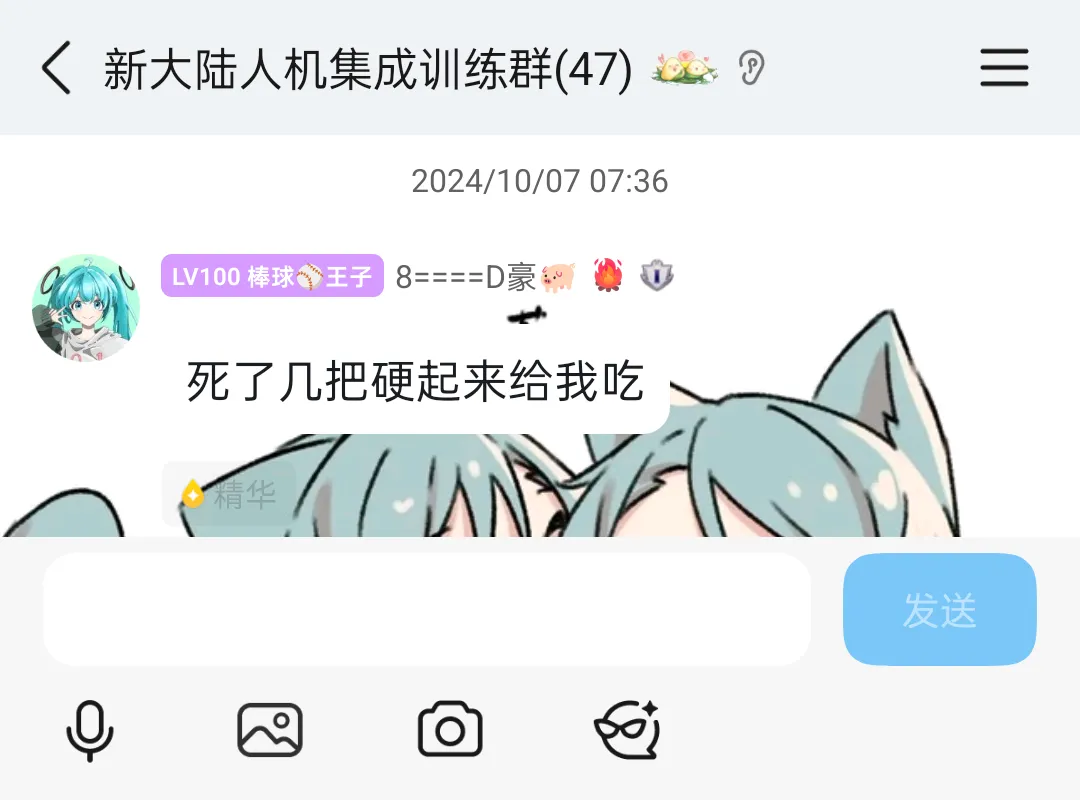 新大陆人机集成训练群(47)
2024/10/07 07:36
LV100 棒球⚾王子 8====D豪🐖
死了几把硬起来给我吃
精华
发送